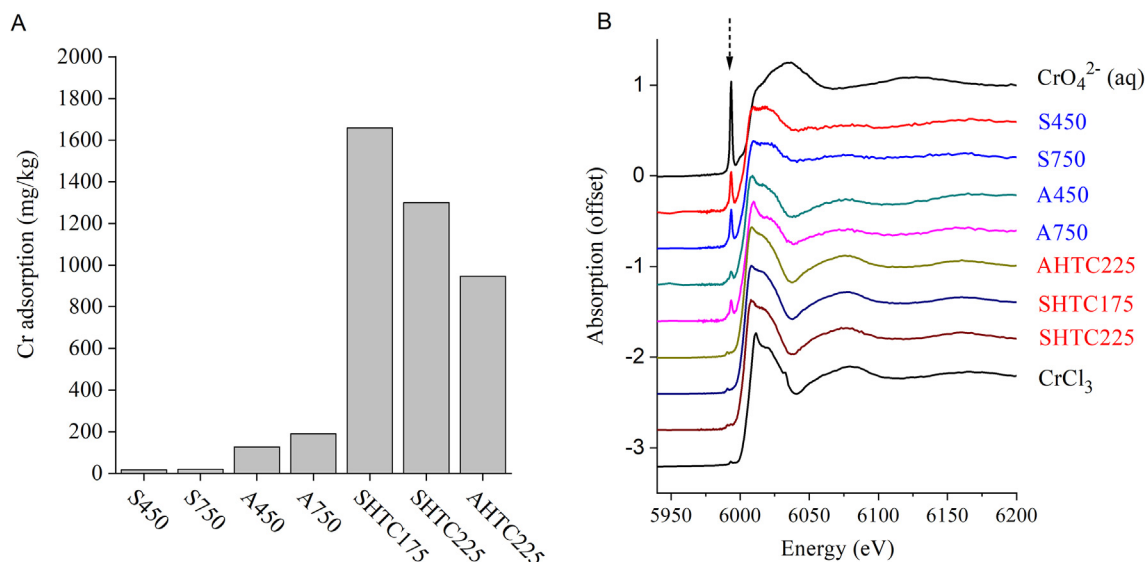 A
Cr adsorption (mg/kg)
2000
1800
1600
1400
1200
1000
800
600
400
200
0
S450
S750
A450
A750
SHTC175
SHTC225
AHTC225
B
Absorption (offset)
1
0
-1
-2
-3
5950 6000 6050 6100 6150 6200
Energy (eV)
CrO₄²⁻ (aq)
S450
S750
A450
A750
AHTC225
SHTC175
SHTC225
CrCl₃